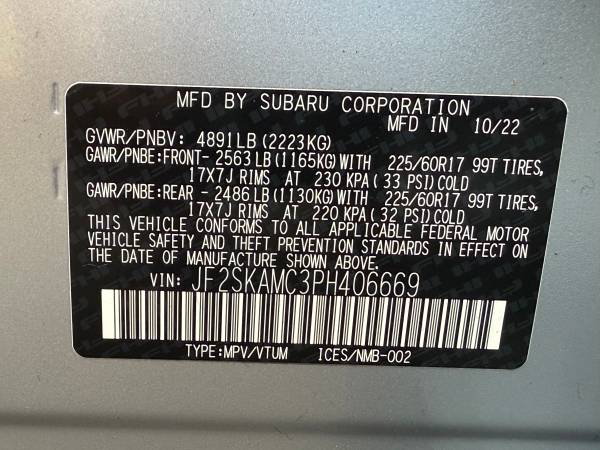 MFD BY SUBARU CORPORATION
MFD IN 10/22
GVWR/PNBV: 4891LB(2223KG)
GAWR/PNBE:FRONT- 2563LB(1165KG)WITH 225/60R17 99T TIRES,
17X7J RIMS AT 230 KPA( 33 PSI)COLD
GAWR/PNBE:REAR - 2486LB(1130KG)WITH 225/60R17 99T TIRES,
17X7J RIMS AT 220 KPA( 32 PSI)COLD
THIS VEHICLE CONFORMS TO ALL APPLICABLE FEDERAL MOTOR
VEHICLE SAFETY AND THEFT PREVENTION STANDARDS IN EFFECT ON
THE DATE OF MANUFACTURE SHOWN ABOVE.
VIN: JF2SKAMC3PH406669
TYPE:MPV/VTUM ICES/NMB-002